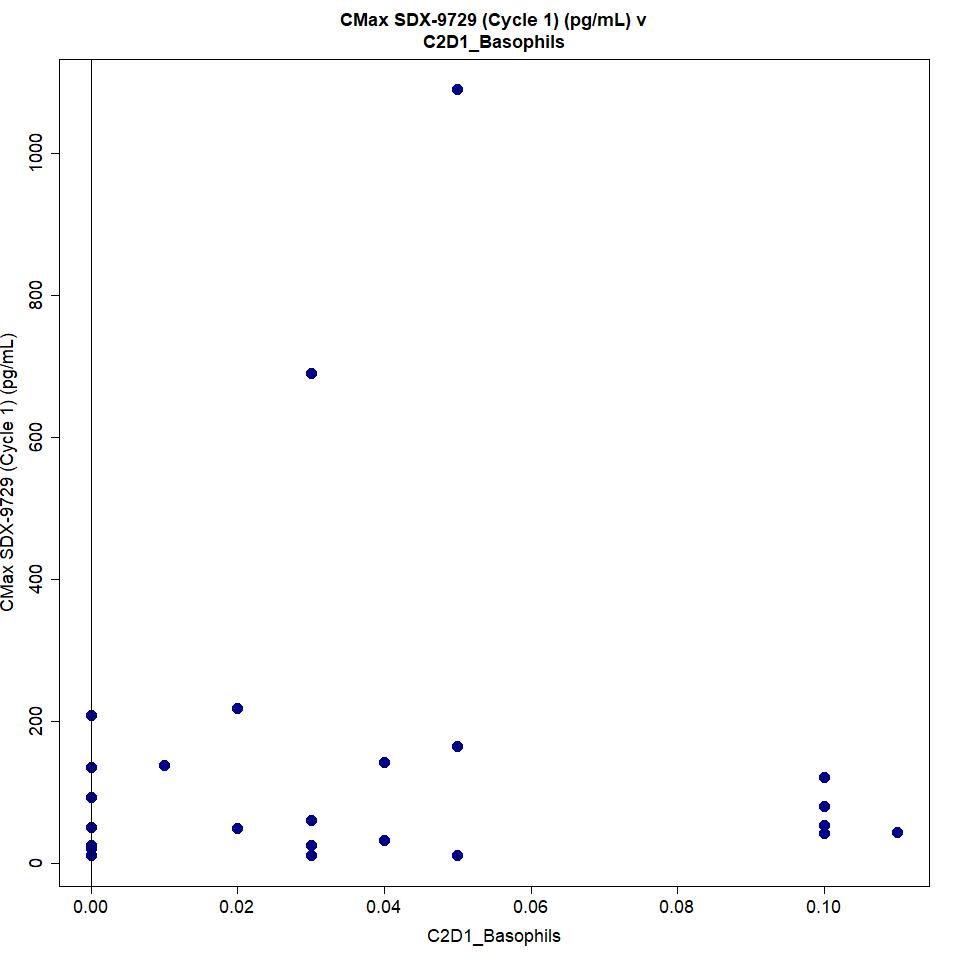 CMax SDX-9729 (Cycle 1) (pg/mL) v
C2D1_Basophils
1000
800
600
400
200
0
CMax SDX-9729 (Cycle 1) (pg/mL)
0.00 0.02 0.04 0.06 0.08 0.10
C2D1_Basophils